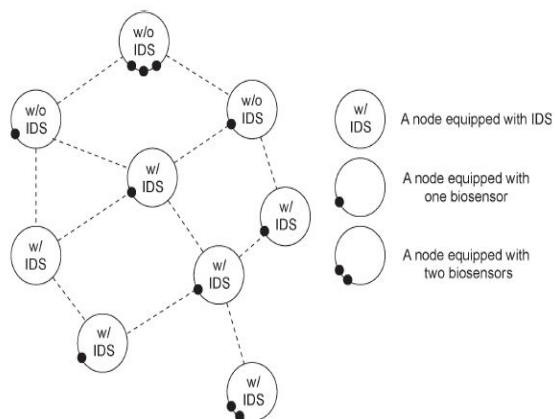 w/o
IDS
w/o
IDS
w/o
IDS
w/
IDS
w/
IDS
w/
IDS
w/
IDS
w/
IDS
w/
IDS
w/
IDS
A node equipped with IDS
A node equipped with
one biosensor
A node equipped with
two biosensors